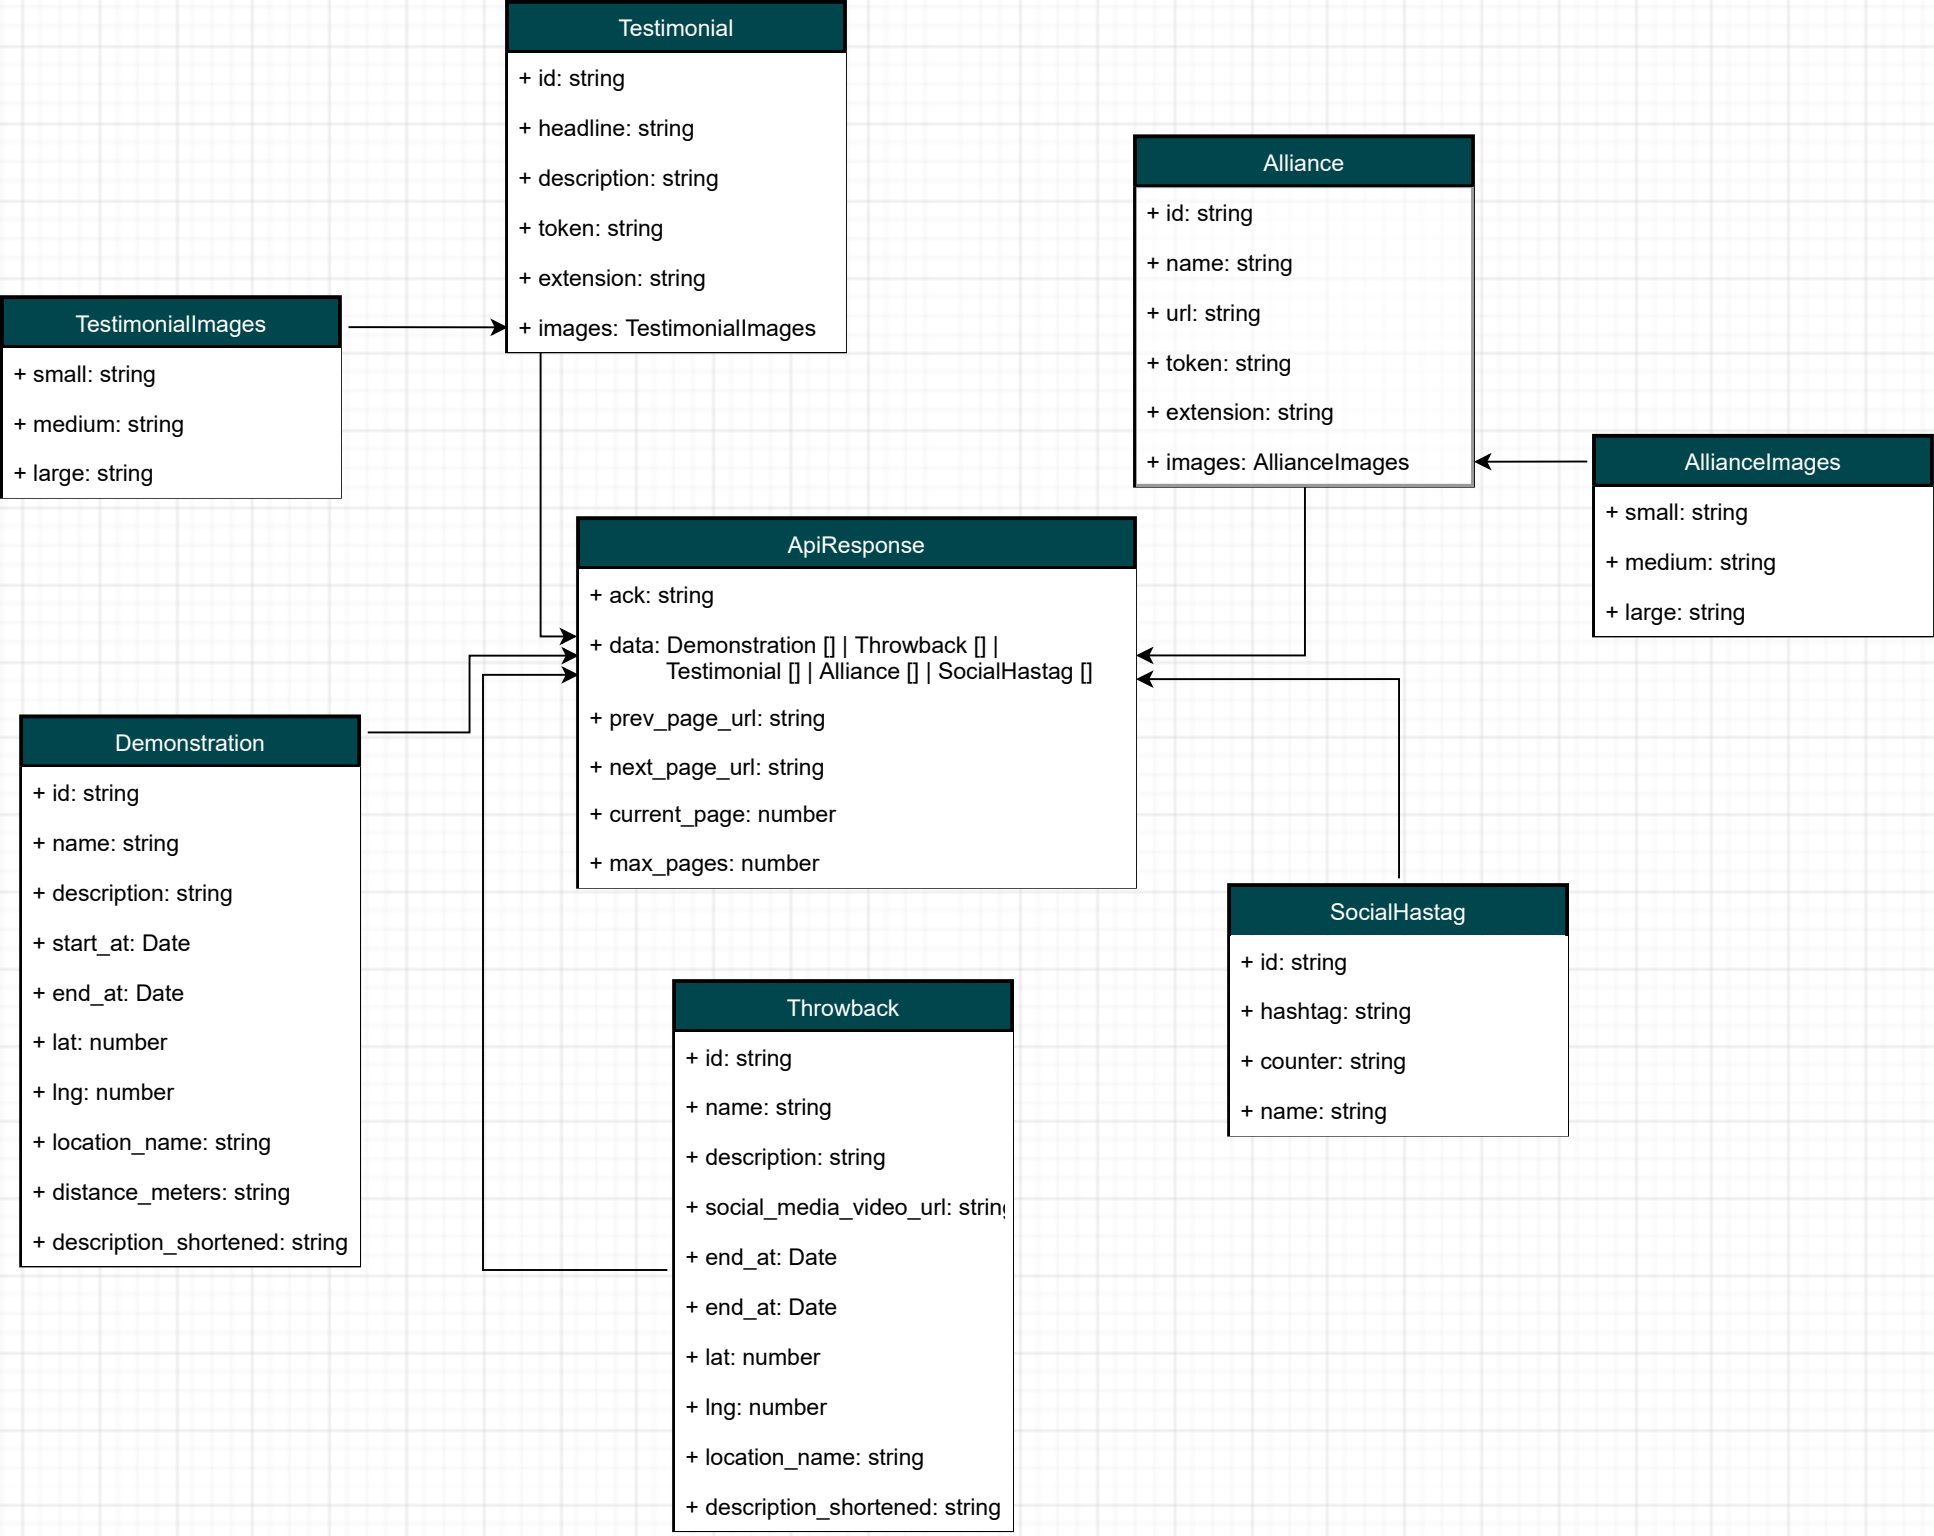 Testimonial
+ id: string
+ headline: string
+ description: string
+ token: string
+ extension: string
+ images: TestimonialImages
TestimonialImages
+ small: string
+ medium: string
+ large: string
Alliance
+ id: string
+ name: string
+ url: string
+ token: string
+ extension: string
+ images: AllianceImages
AllianceImages
+ small: string
+ medium: string
+ large: string
ApiResponse
+ ack: string
+ data: Demonstration [] | Throwback [] |
Testimonial [] | Alliance [] | SocialHastag []
+ prev_page_url: string
+ next_page_url: string
+ current_page: number
+ max_pages: number
Demonstration
+ id: string
+ name: string
+ description: string
+ start_at: Date
+ end_at: Date
+ lat: number
+ lng: number
+ location_name: string
+ distance_meters: string
+ description_shortened: string
Throwback
+ id: string
+ name: string
+ description: string
+ social_media_video_url: string
+ end_at: Date
+ end_at: Date
+ lat: number
+ lng: number
+ location_name: string
+ description_shortened: string
SocialHastag
+ id: string
+ hashtag: string
+ counter: string
+ name: string